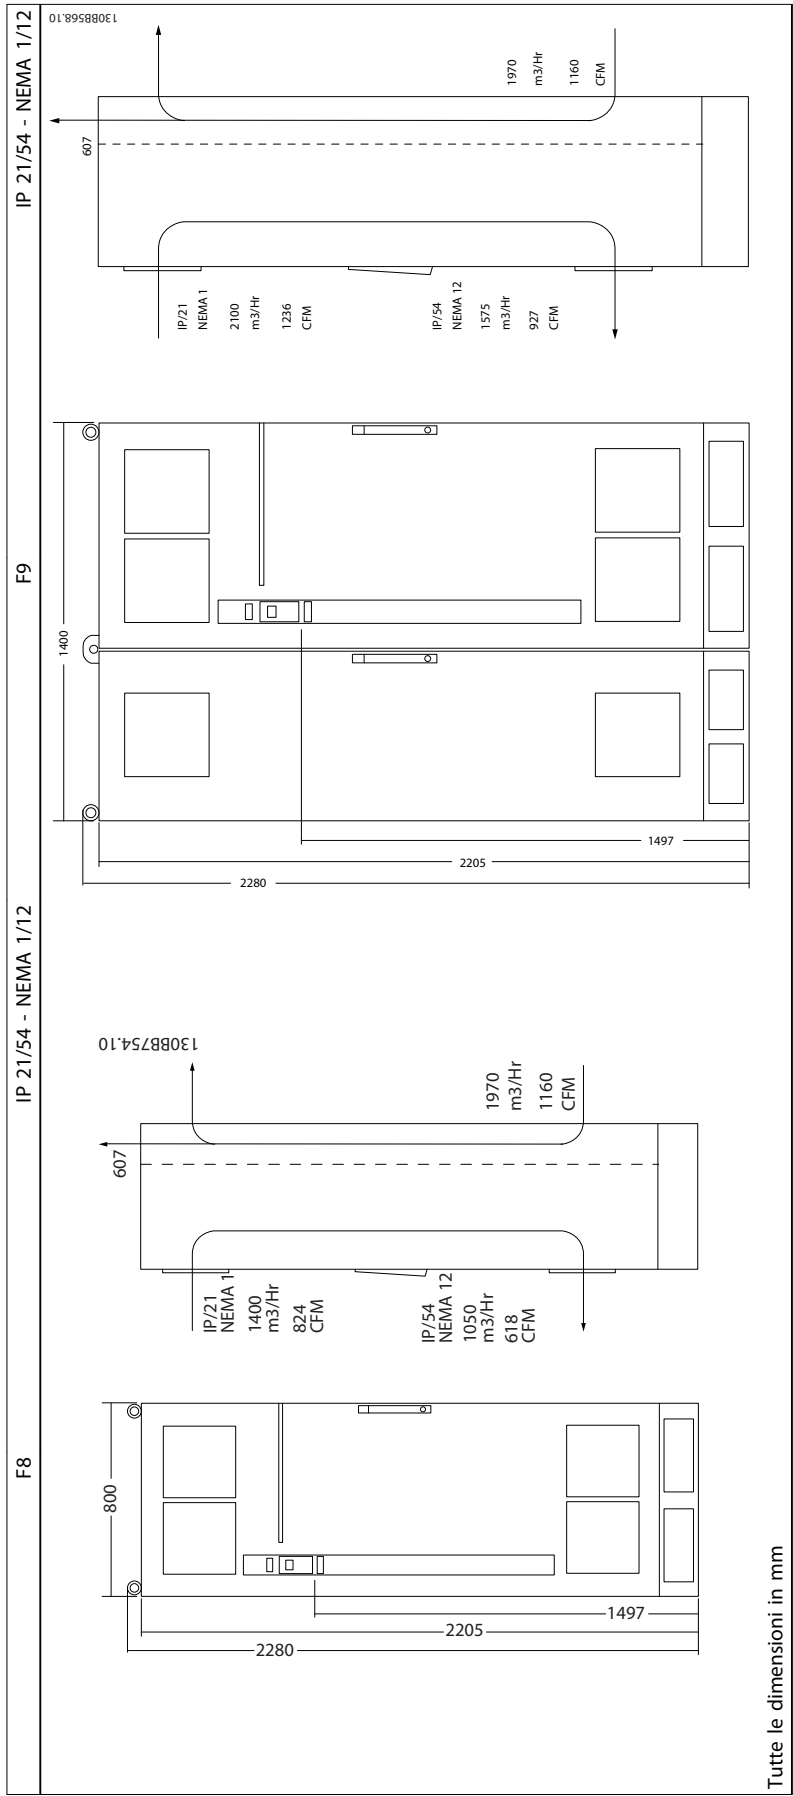 F8
IP 21/54 - NEMA 1/12
F9
IP 21/54 - NEMA 1/12
800
2280
2205
1497
IP/21
NEMA 1
1400
m3/Hr
824
CFM
IP/54
NEMA 12
1050
m3/Hr
618
CFM
607
1970
m3/Hr
1160
CFM
130BB754.10
1400
2280
2205
1497
IP/21
NEMA 1
2100
m3/Hr
1236
CFM
IP/54
NEMA 12
1575
m3/Hr
927
CFM
607
1970
m3/Hr
1160
CFM
130BB568.10
Tutte le dimensioni in mm